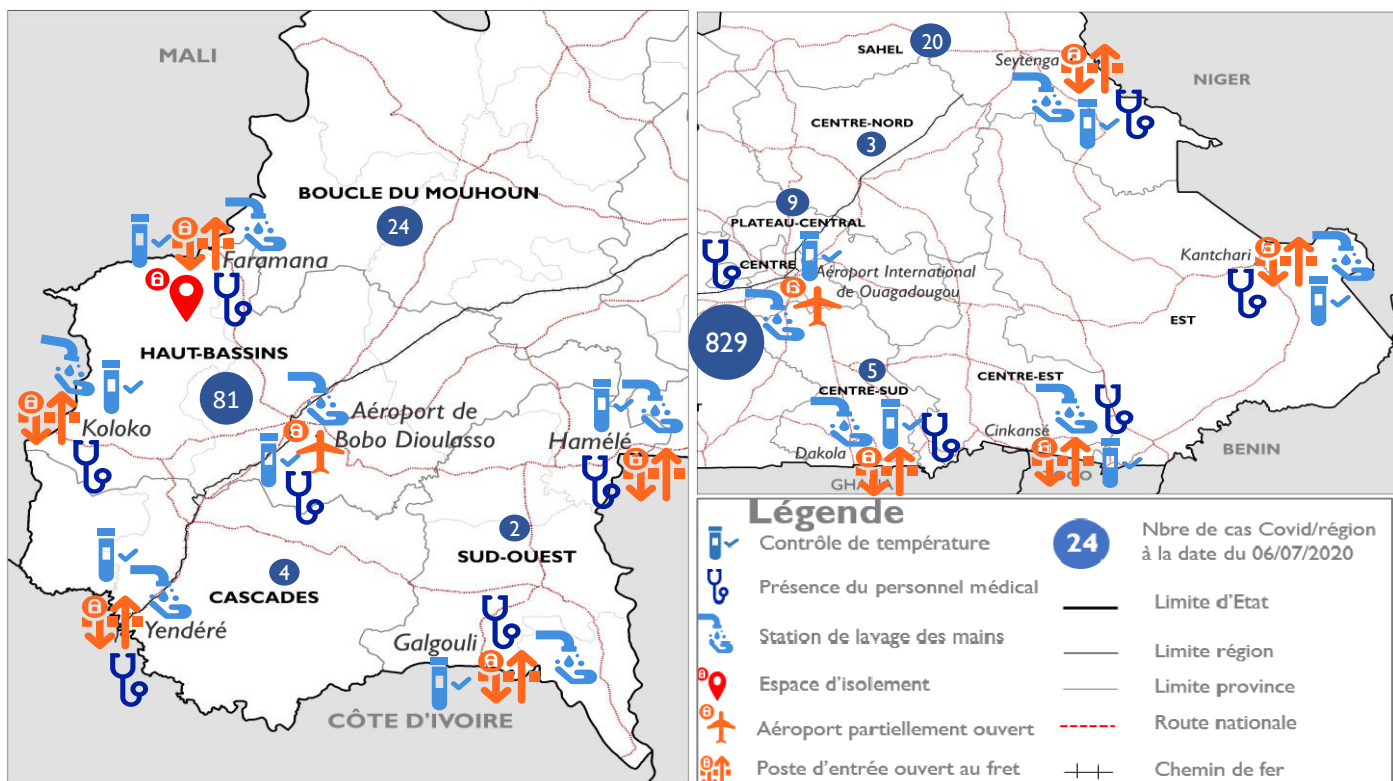 MALI
BOUCLE DU MOUHOUN
24
Faramana
HAUT-BASSINS
81
Koloko
Aéroport de
Bobo Dioulasso
Hamélé
2
SUD-OUEST
4
CASCADES
Yendéré
Galgouli
CÔTE D'IVOIRE
SAHEL
20
Seytenga
NIGER
CENTRE-NORD
3
9
PLATEAU-CENTRAL
CENTRE
Aéroport International
de Ouagadougou
Kantchari
829
EST
5
CENTRE-SUD
CENTRE-EST
Cinkansé
Dakola
BENIN
GHANA
TOGO
Légende
Contrôle de température
Présence du personnel médical
Station de lavage des mains
Espace d'isolement
Aéroport partiellement ouvert
Poste d'entrée ouvert au fret
24
Nbre de cas Covid/région
à la date du 06/07/2020
Limite d'Etat
Limite région
Limite province
Route nationale
Chemin de fer